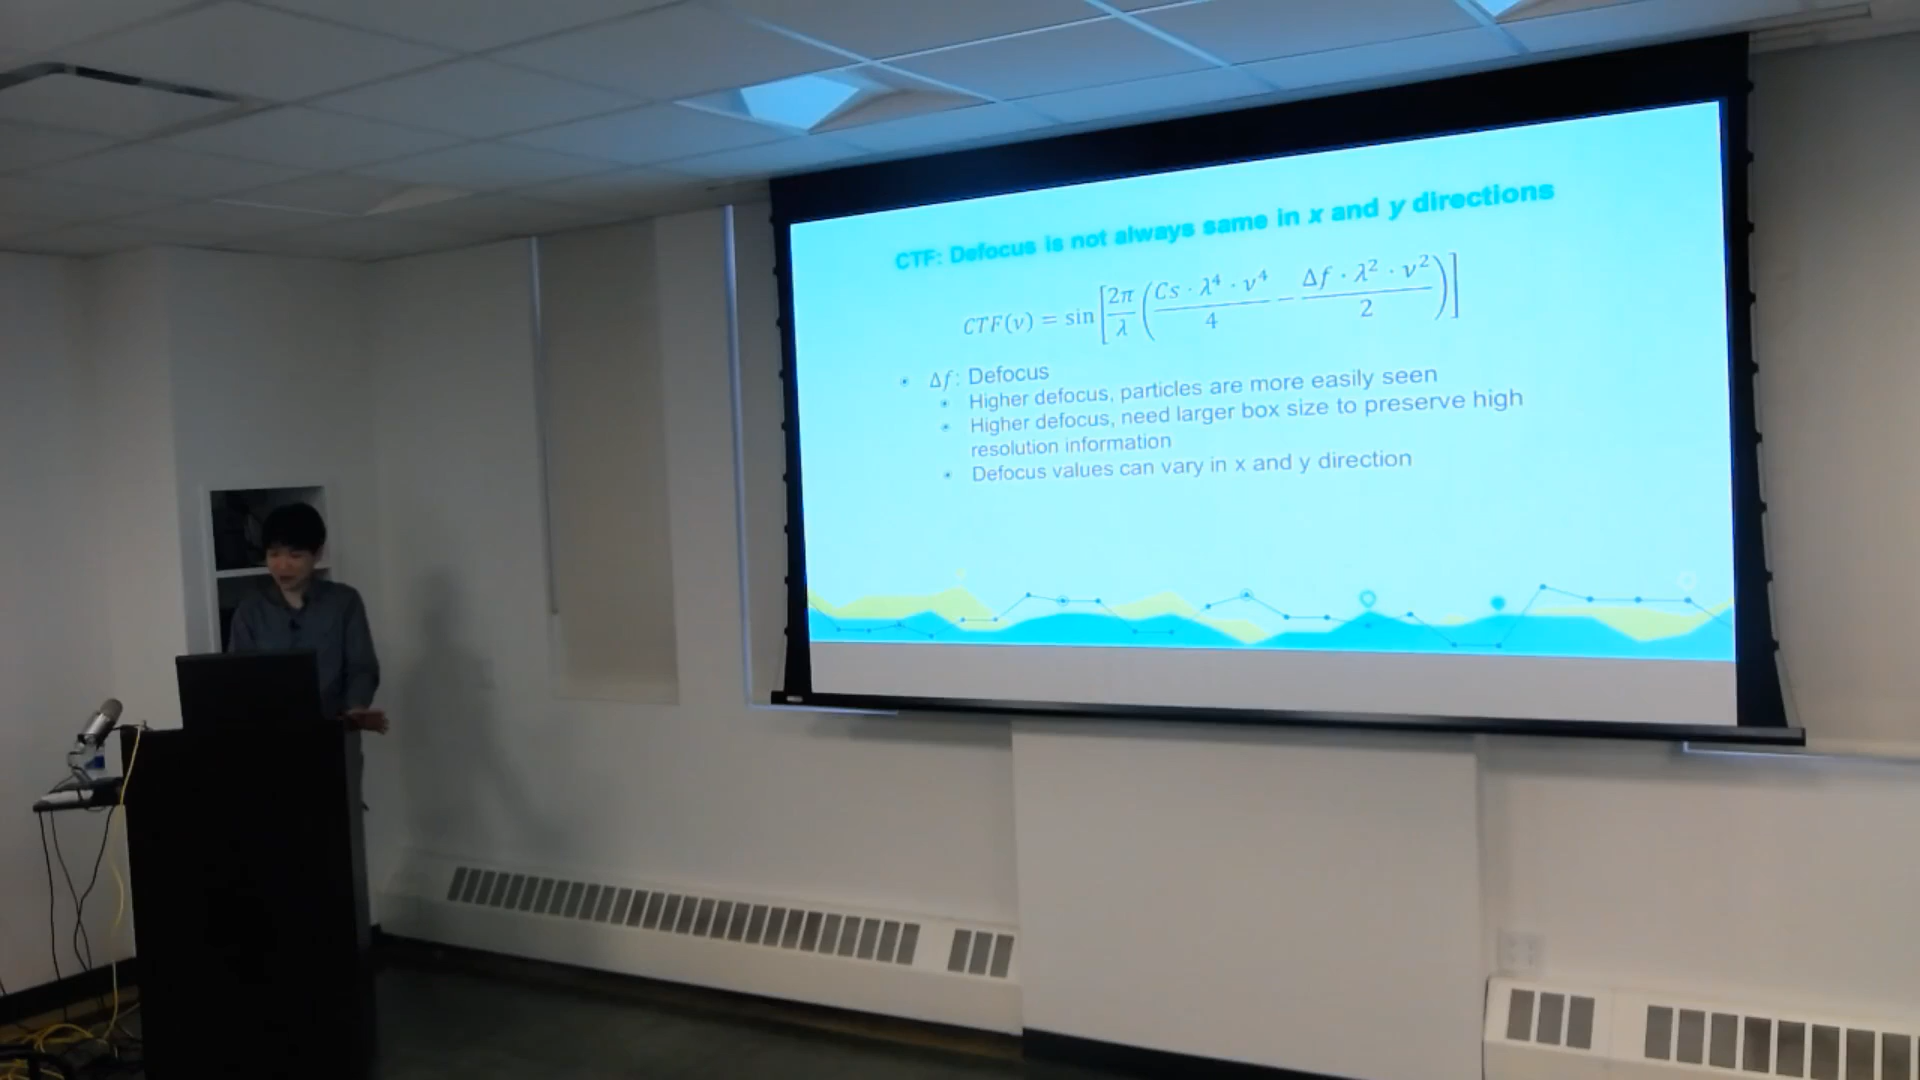 CTF: Defocus is not always same in x and y directions
CTF(ν) = sin[2π/λ (Cs · λ⁴ · ν⁴/4 − Δf · λ² · ν²/2)]
Δf: Defocus
Higher defocus, particles are more easily seen
Higher defocus, need larger box size to preserve high
resolution information
Defocus values can vary in x and y direction